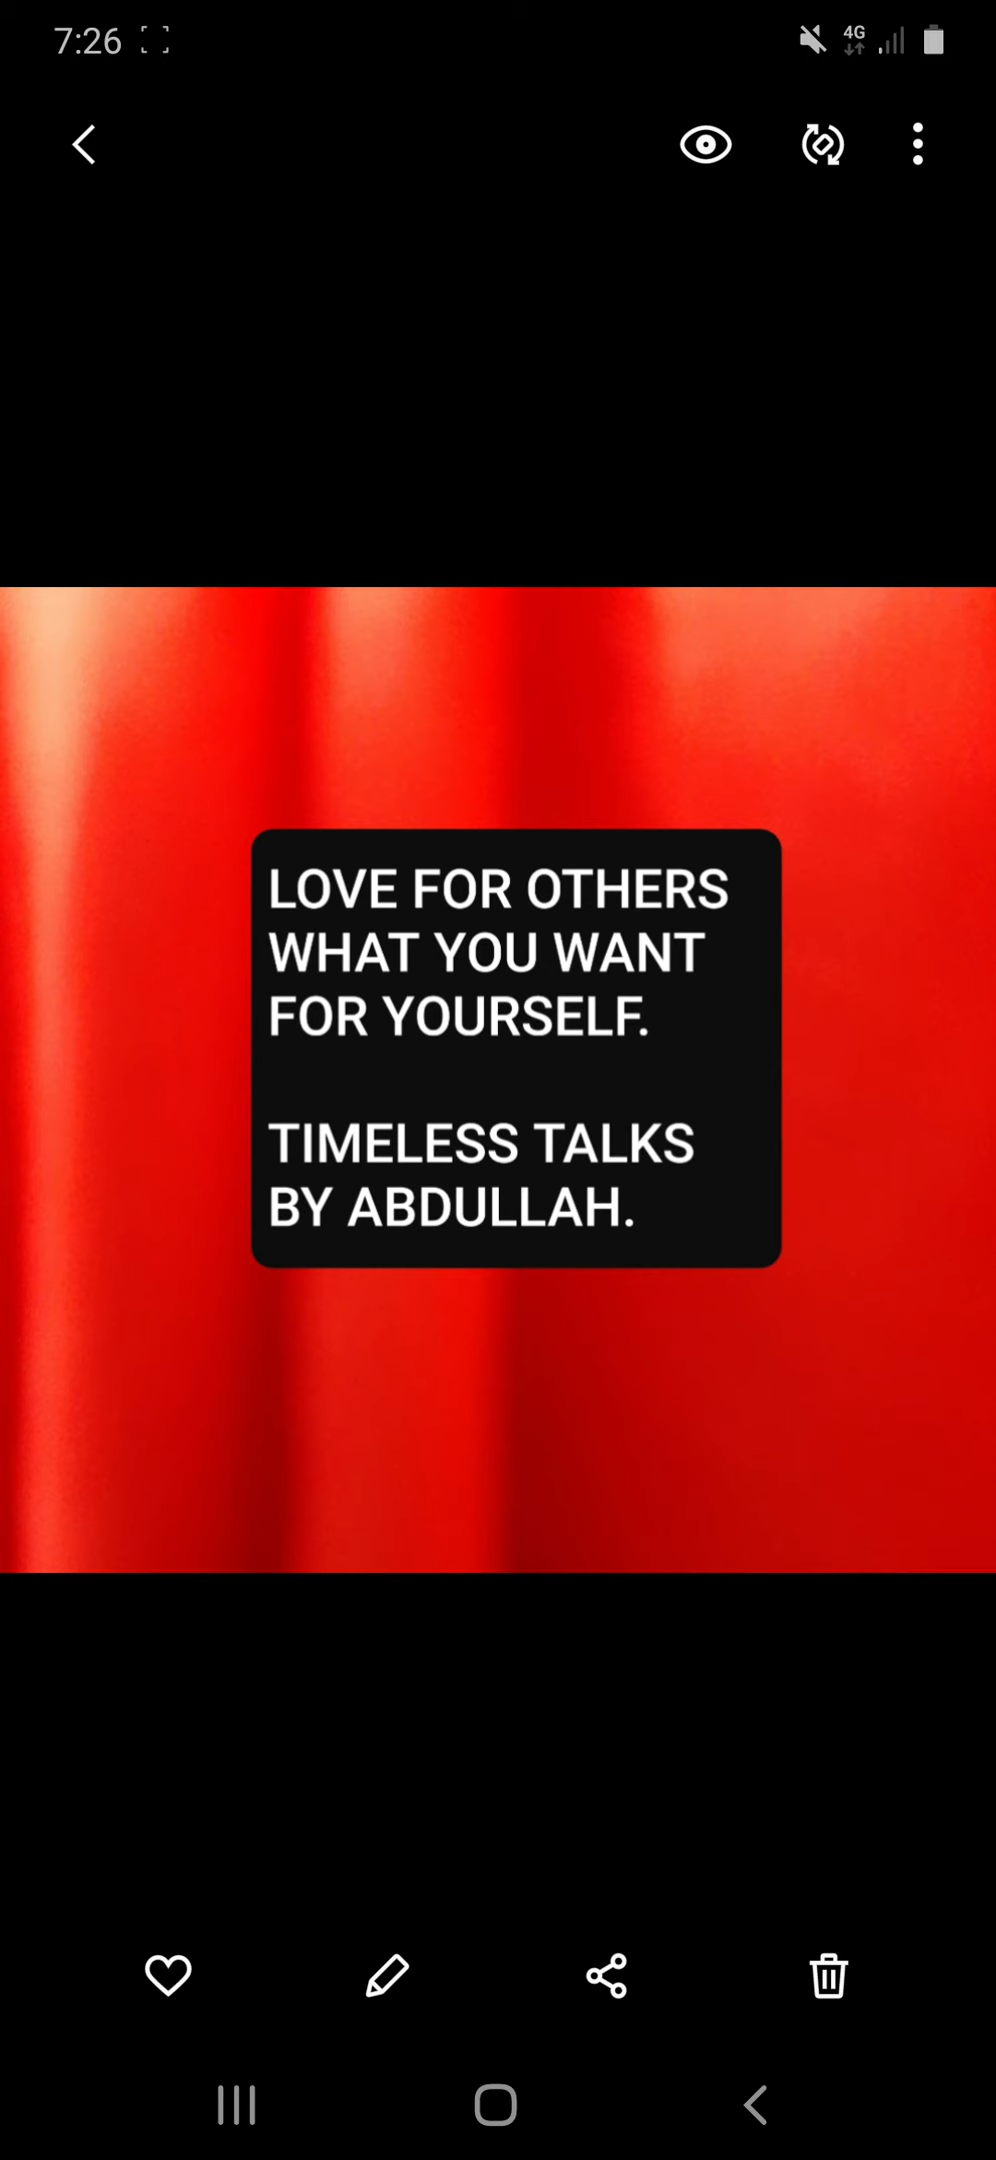 7:26
4G
LOVE FOR OTHERS
WHAT YOU WANT
FOR YOURSELF.
TIMELESS TALKS
BY ABDULLAH.